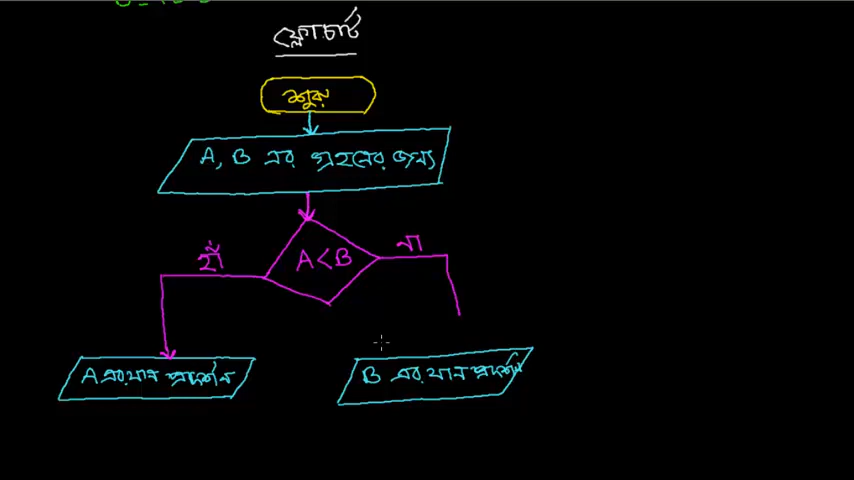 ফ্লোচার্ট
শুরু
A, B এর গ্রহনের জন্য
A<B
হ্যাঁ
না
A এর মান প্রদর্শন
B এর মান প্রদর্শন